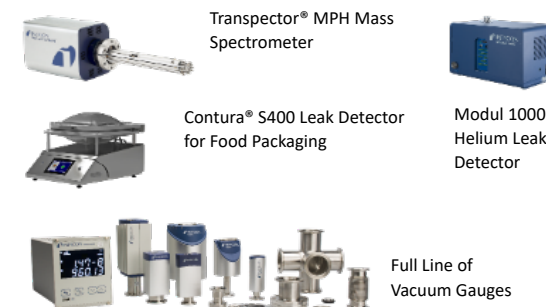 Transpector® MPH Mass
Spectrometer
Contura® S400 Leak Detector
for Food Packaging
Modul 1000
Helium Leak
Detector
Full Line of
Vacuum Gauges